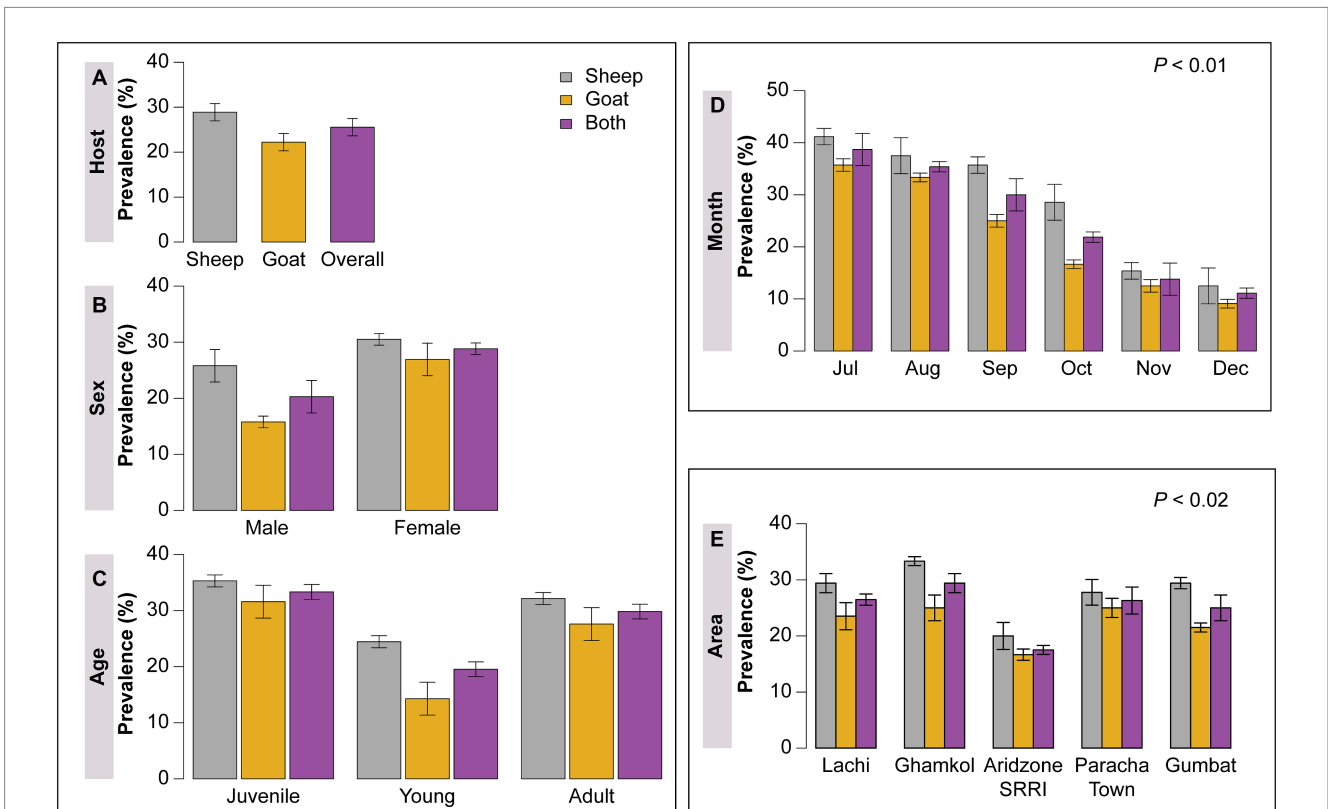 A
Host
Prevalence (%)
40
30
20
10
0
Sheep Goat Overall
Sheep
Goat
Both
B
Sex
Prevalence (%)
40
30
20
10
0
Male Female
C
Age
Prevalence (%)
40
30
20
10
0
Juvenile Young Adult
D
Month
Prevalence (%)
P < 0.01
50
40
30
20
10
0
Jul Aug Sep Oct Nov Dec
E
Area
Prevalence (%)
P < 0.02
40
30
20
10
0
Lachi Ghamkol Aridzone Paracha Gumbat
SRRI Town